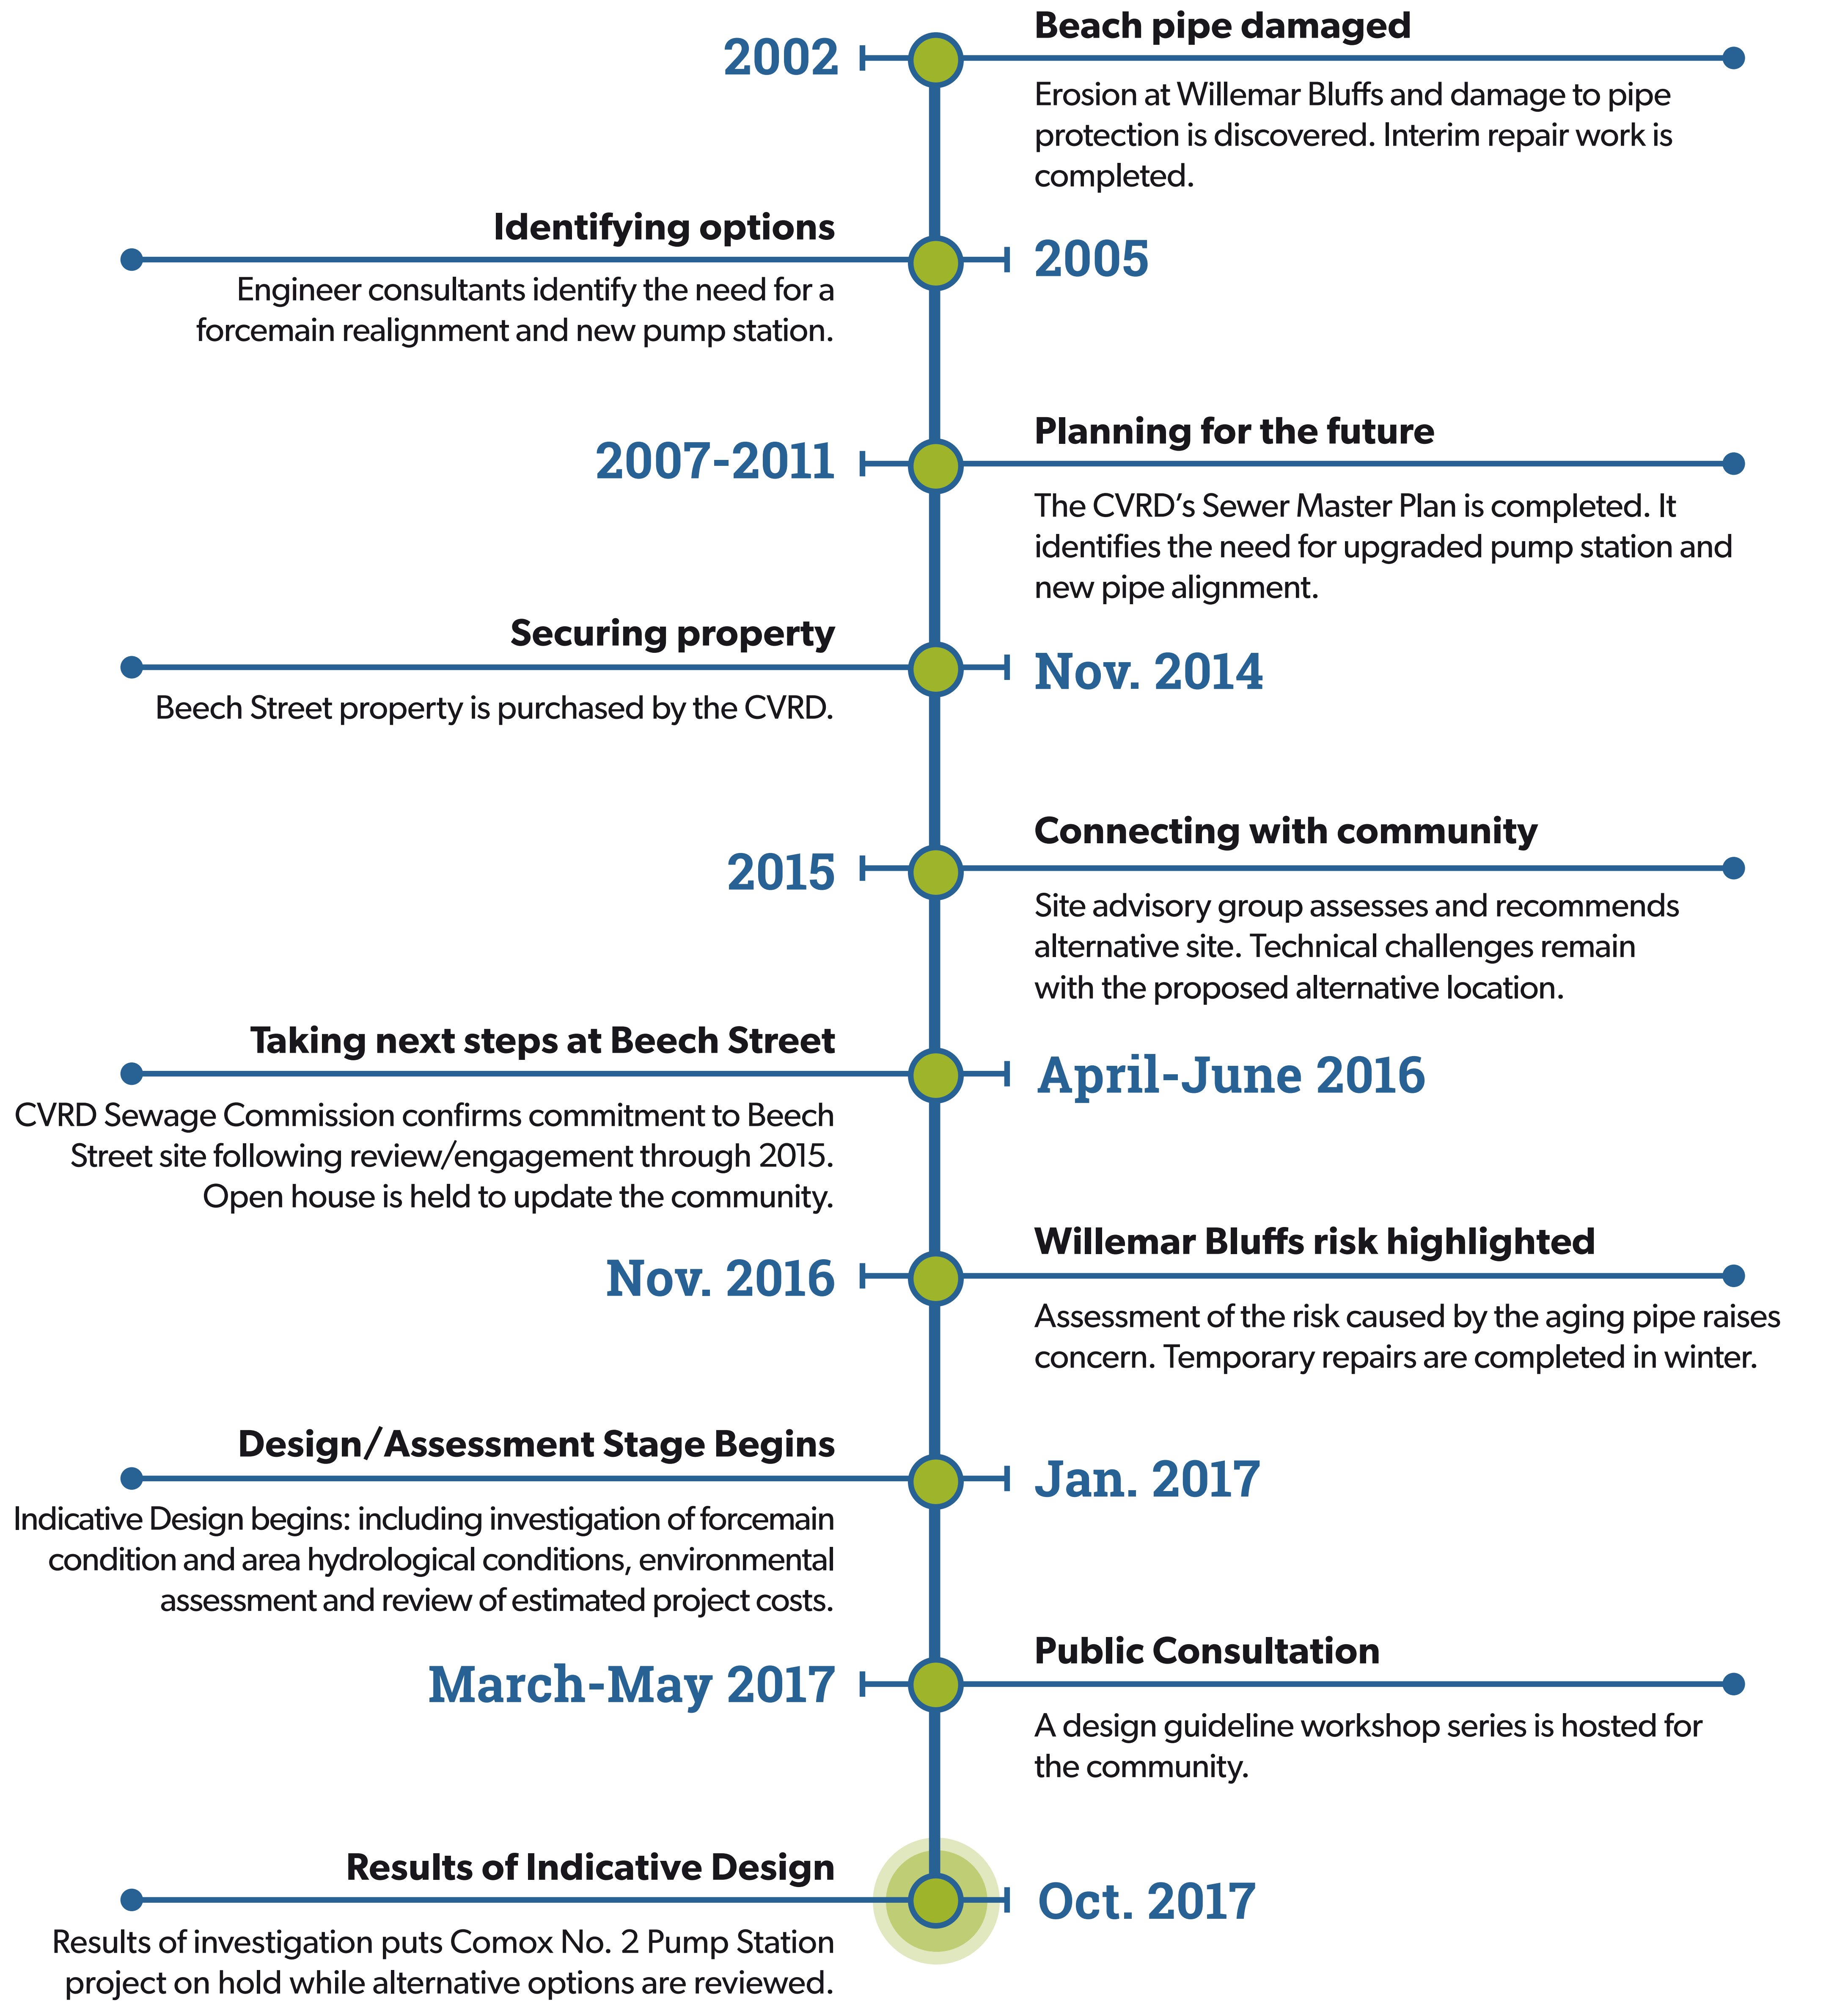 2002
Beach pipe damaged
Erosion at Willemar Bluffs and damage to pipe
protection is discovered. Interim repair work is
completed.
Identifying options
2005
Engineer consultants identify the need for a
forcemain realignment and new pump station.
2007-2011
Planning for the future
The CVRD's Sewer Master Plan is completed. It
identifies the need for upgraded pump station and
new pipe alignment.
Securing property
Nov. 2014
Beech Street property is purchased by the CVRD.
2015
Connecting with community
Site advisory group assesses and recommends
alternative site. Technical challenges remain
with the proposed alternative location.
Taking next steps at Beech Street
April-June 2016
CVRD Sewage Commission confirms commitment to Beech
Street site following review/engagement through 2015.
Open house is held to update the community.
Nov. 2016
Willemar Bluffs risk highlighted
Assessment of the risk caused by the aging pipe raises
concern. Temporary repairs are completed in winter.
Design/Assessment Stage Begins
Jan. 2017
Indicative Design begins: including investigation of forcemain
condition and area hydrological conditions, environmental
assessment and review of estimated project costs.
March-May 2017
Public Consultation
A design guideline workshop series is hosted for
the community.
Results of Indicative Design
Oct. 2017
Results of investigation puts Comox No. 2 Pump Station
project on hold while alternative options are reviewed.